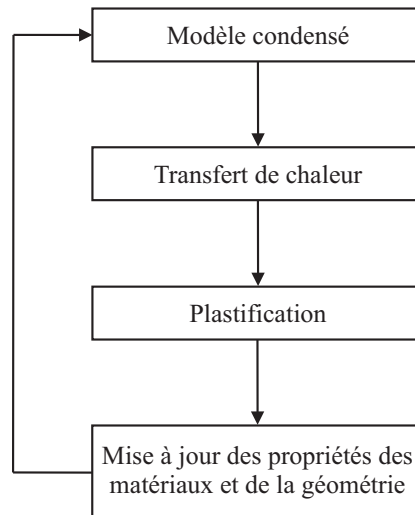 Modèle condensé
Transfert de chaleur
Plastification
Mise à jour des propriétés des
matériaux et de la géométrie